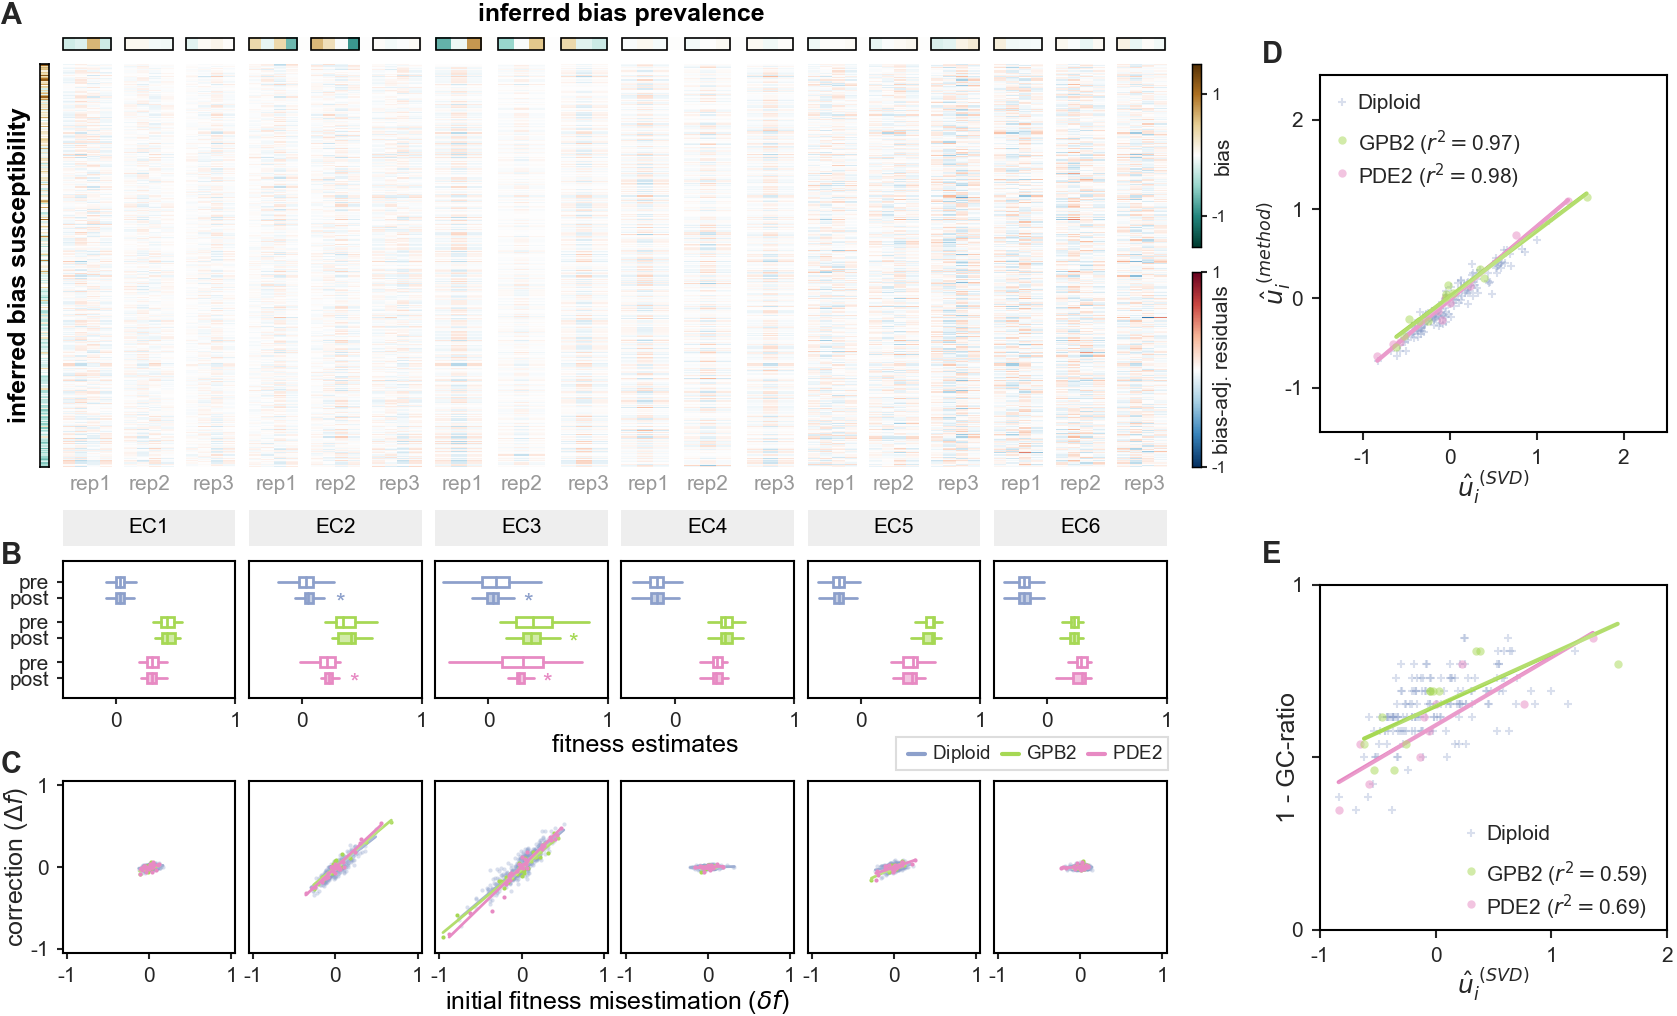 A
inferred bias prevalence
inferred bias susceptibility
1
bias
-1
1
bias-adj. residuals
-1
rep1 rep2 rep3 rep1 rep2 rep3 rep1 rep2 rep3 rep1 rep2 rep3 rep1 rep2 rep3 rep1 rep2 rep3
EC1 EC2 EC3 EC4 EC5 EC6
B
pre
post
pre
post
pre
post
* * * * *
0 1 0 1 0 1 0 1 0 1 0 1
fitness estimates
Diploid GPB2 PDE2
C
correction (Δf)
1
0
-1
-1 0 1 -1 0 1 -1 0 1 -1 0 1 -1 0 1 -1 0 1
initial fitness misestimation (δf)
D
Diploid
GPB2 (r² = 0.97)
PDE2 (r² = 0.98)
û_i^(method)
2
1
0
-1
-1 0 1 2
û_i^(SVD)
E
1
1 - GC-ratio
0
Diploid
GPB2 (r² = 0.59)
PDE2 (r² = 0.69)
-1 0 1 2
û_i^(SVD)